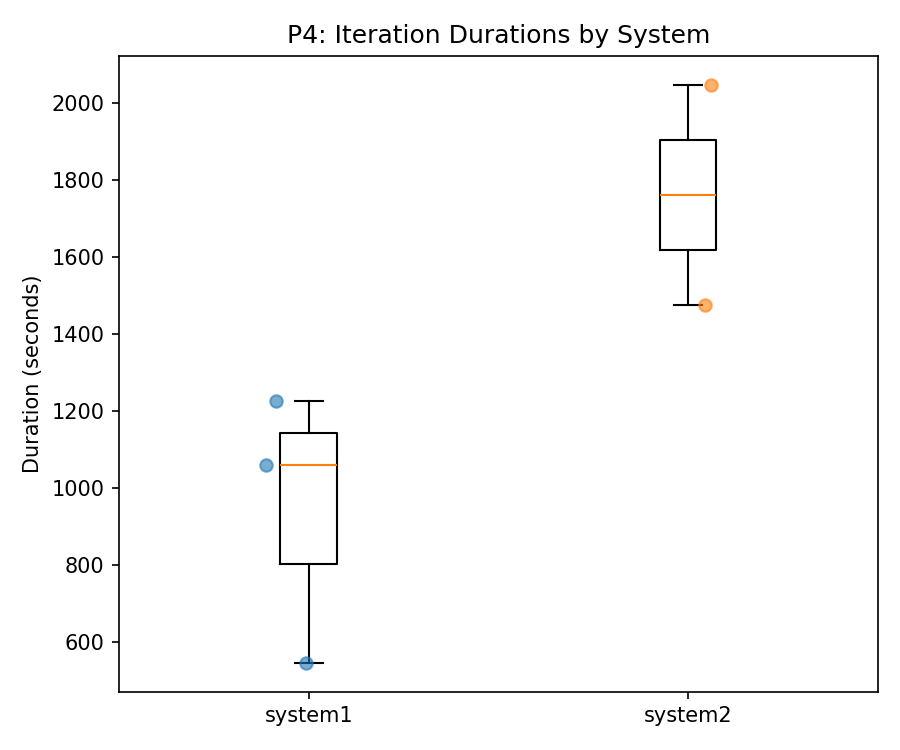 P4: Iteration Durations by System
Duration (seconds)
2000
1800
1600
1400
1200
1000
800
600
system1
system2